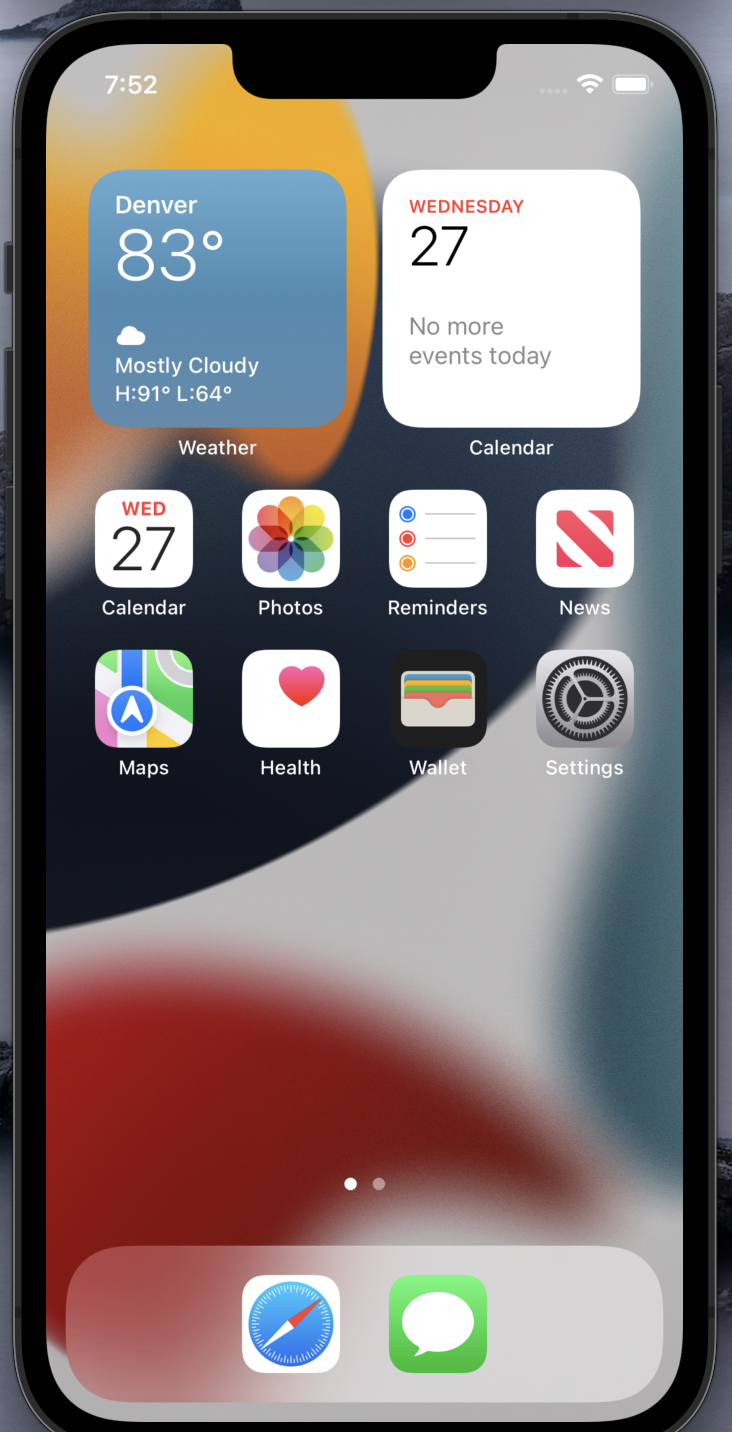 7:52
Denver
83°
Mostly Cloudy
H:91° L:64°
Weather
WEDNESDAY
27
No more
events today
Calendar
WED
27
Calendar
Photos
Reminders
News
Maps
Health
Wallet
Settings